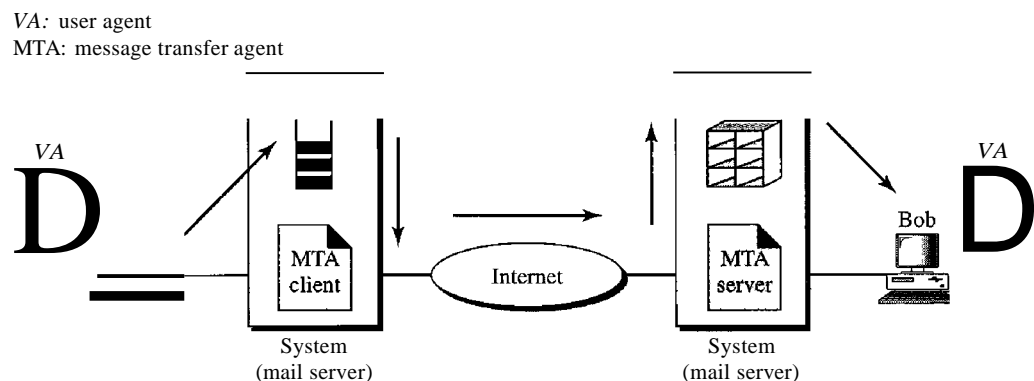 VA: user agent
MTA: message transfer agent
VA
D
VA
D
Bob
MTA
client
Internet
MTA
server
System
(mail server)
System
(mail server)